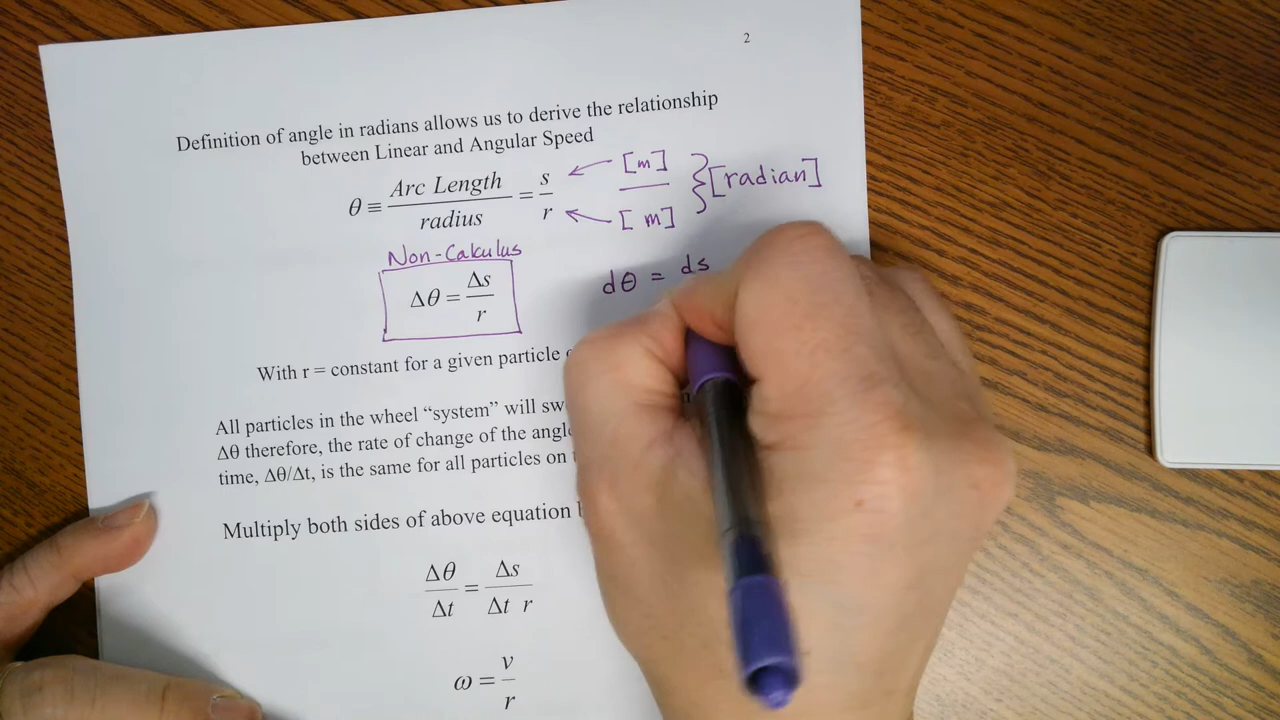 2
Definition of angle in radians allows us to derive the relationship
between Linear and Angular Speed
θ ≡ Arc Length / radius = s / r [m] / [m] } [radian]
Non-Calculus
Δθ = Δs / r dθ = ds
With r = constant for a given particle
All particles in the wheel “system” will
Δθ therefore, the rate of change of the
time, Δθ/Δt, is the same for all particles on
Multiply both sides of above equation
Δθ / Δt = Δs / Δt r
ω = v / r